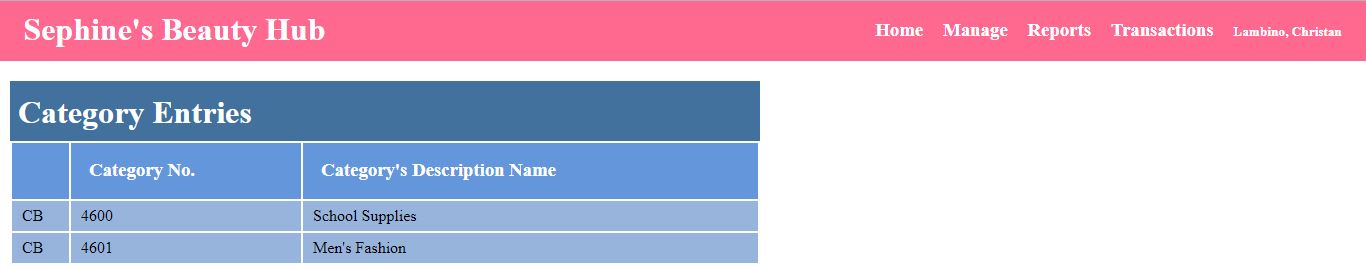 Sephine's Beauty Hub Home Manage Reports Transactions Lambino, Christan
Category Entries
Category No. Category's Description Name
CB 4600 School Supplies
CB 4601 Men's Fashion